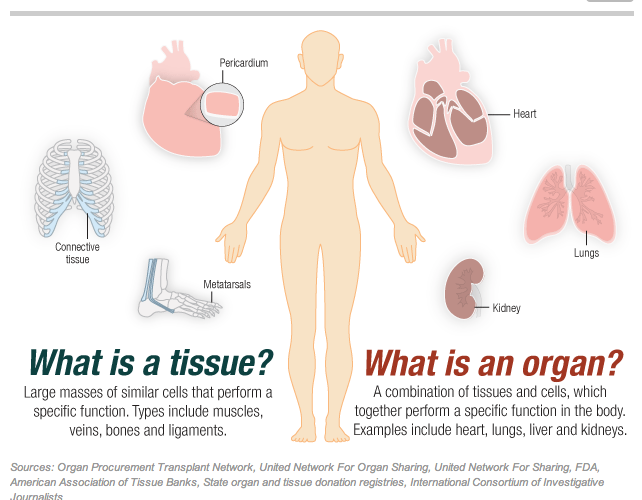 Pericardium
Heart
Connective
tissue
Lungs
Metatarsals
Kidney
What is a tissue?
Large masses of similar cells that perform a
specific function. Types include muscles,
veins, bones and ligaments.
What is an organ?
A combination of tissues and cells, which
together perform a specific function in the body.
Examples include heart, lungs, liver and kidneys.
Sources: Organ Procurement Transplant Network, United Network For Organ Sharing, United Network For Sharing, FDA,
American Association of Tissue Banks, State organ and tissue donation registries, International Consortium of Investigative
Journalists